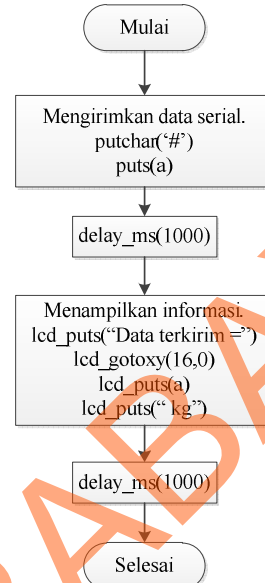 Mulai
Mengirimkan data serial.
putchar(‘#’)
puts(a)
delay_ms(1000)
Menampilkan informasi.
lcd_puts(“Data terkirim =”)
lcd_gotoxy(16,0)
lcd_puts(a)
lcd_puts(“ kg”)
delay_ms(1000)
Selesai